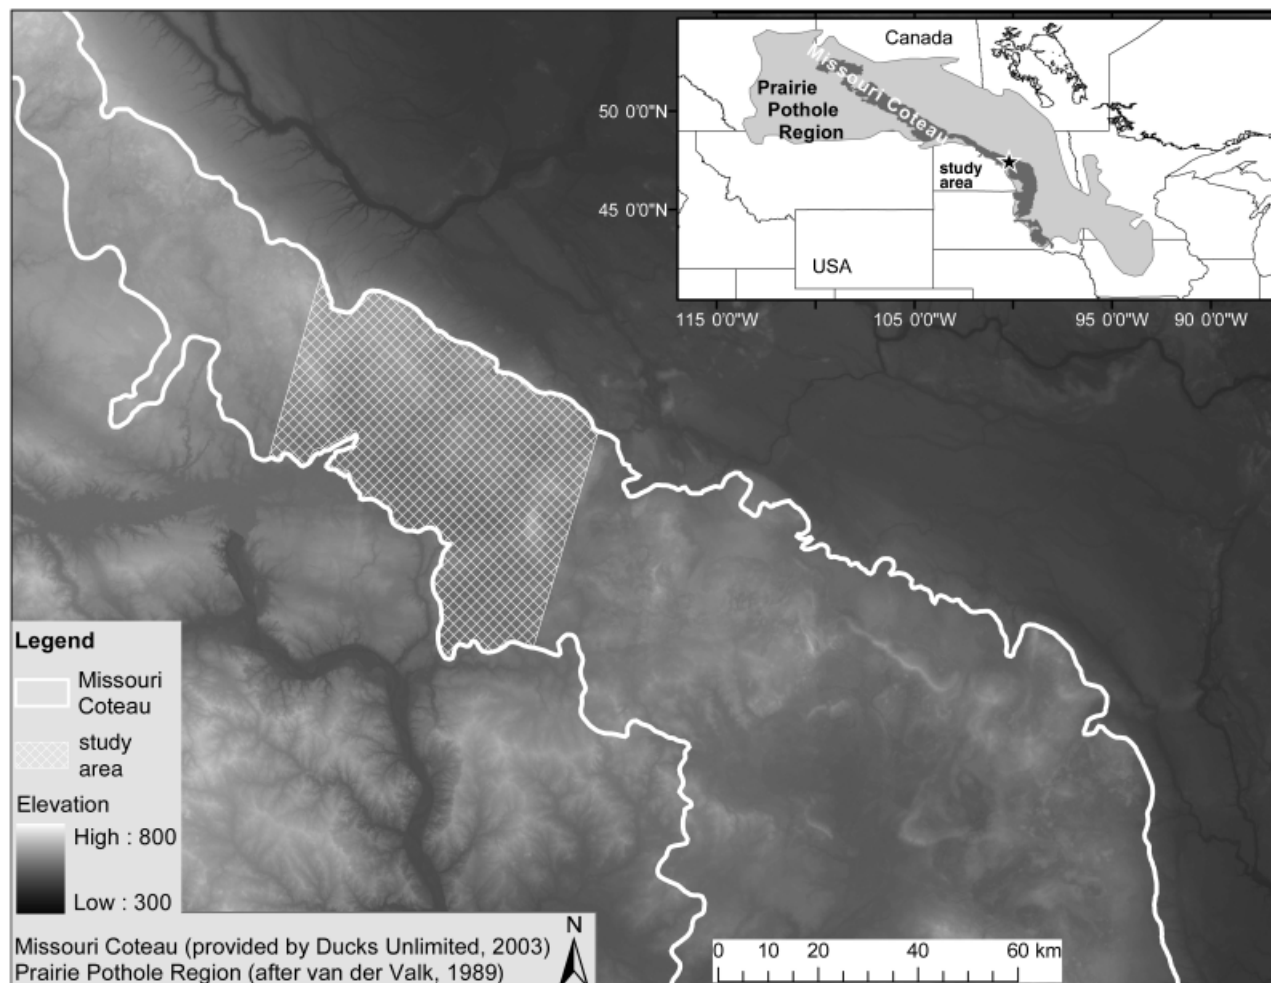 Canada
Missouri Coteau
Prairie
Pothole
Region
study
area
USA
50 0'0"N
45 0'0"N
115 0'0"W
105 0'0"W
95 0'0"W
90 0'0"W
Legend
Missouri
Coteau
study
area
Elevation
High : 800
Low : 300
Missouri Coteau (provided by Ducks Unlimited, 2003)
Prairie Pothole Region (after van der Valk, 1989)
N
0 10 20 40 60 km